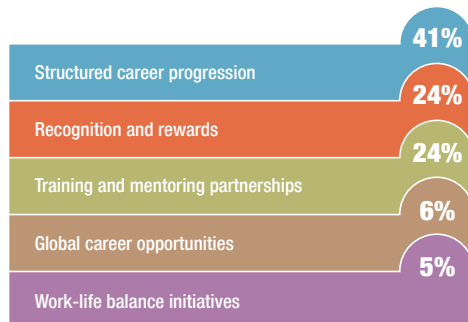 41%
Structured career progression
24%
Recognition and rewards
24%
Training and mentoring partnerships
6%
Global career opportunities
5%
Work-life balance initiatives